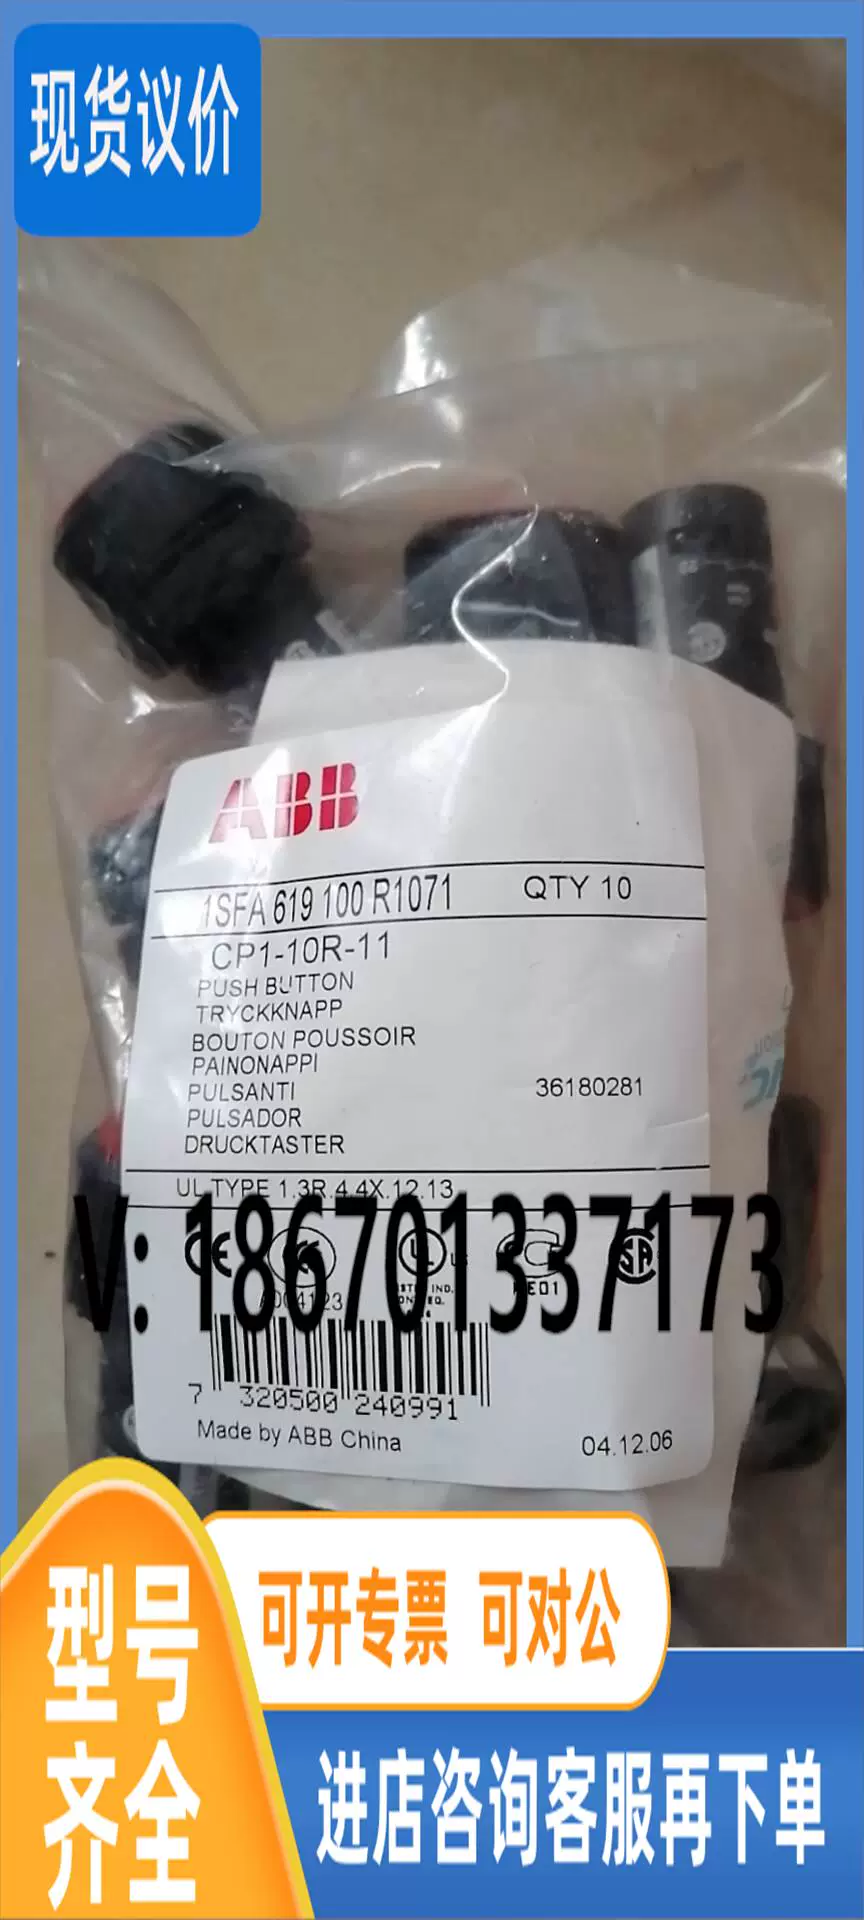 现货议价
ABB
1SFA 619 100 R1071 QTY 10
CP1-10R-11
PUSH BUTTON
TRYCKKNAPP
BOUTON POUSSOIR
PAINONAPPI
PULSANTI 36180281
PULSADOR
DRUCKTASTER
UL TYPE 1.3R.4.4X.12.13
V: 18670133717З
7 320500 240991
Made by ABB China 04.12.06
型号
齐全
可开专票 可对公
进店咨询客服再下单